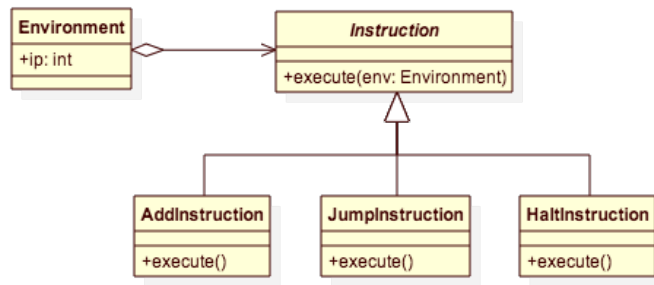 Environment
+ip: int
Instruction
+execute(env: Environment)
AddInstruction
+execute()
JumpInstruction
+execute()
HaltInstruction
+execute()